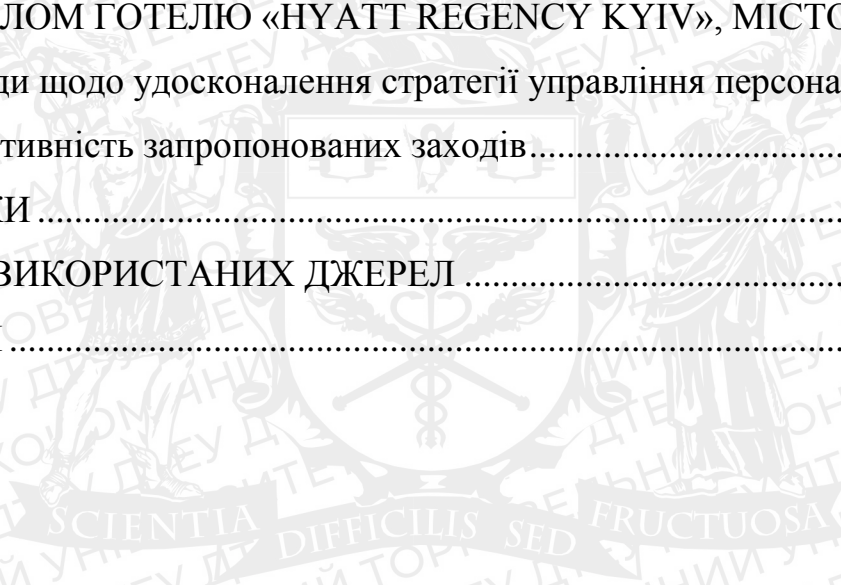 ЛОМ ГОТЕЛЮ «HYATT REGENCY KYIV», МІСТО
ди щодо удосконалення стратегії управління персона
тивність запропонованих заходів..............................
КИ ..............................................................................
ВИКОРИСТАНИХ ДЖЕРЕЛ ...................................
..................................................................................
SCIENTIA DIFFICILIS SED FRUCTUOSA